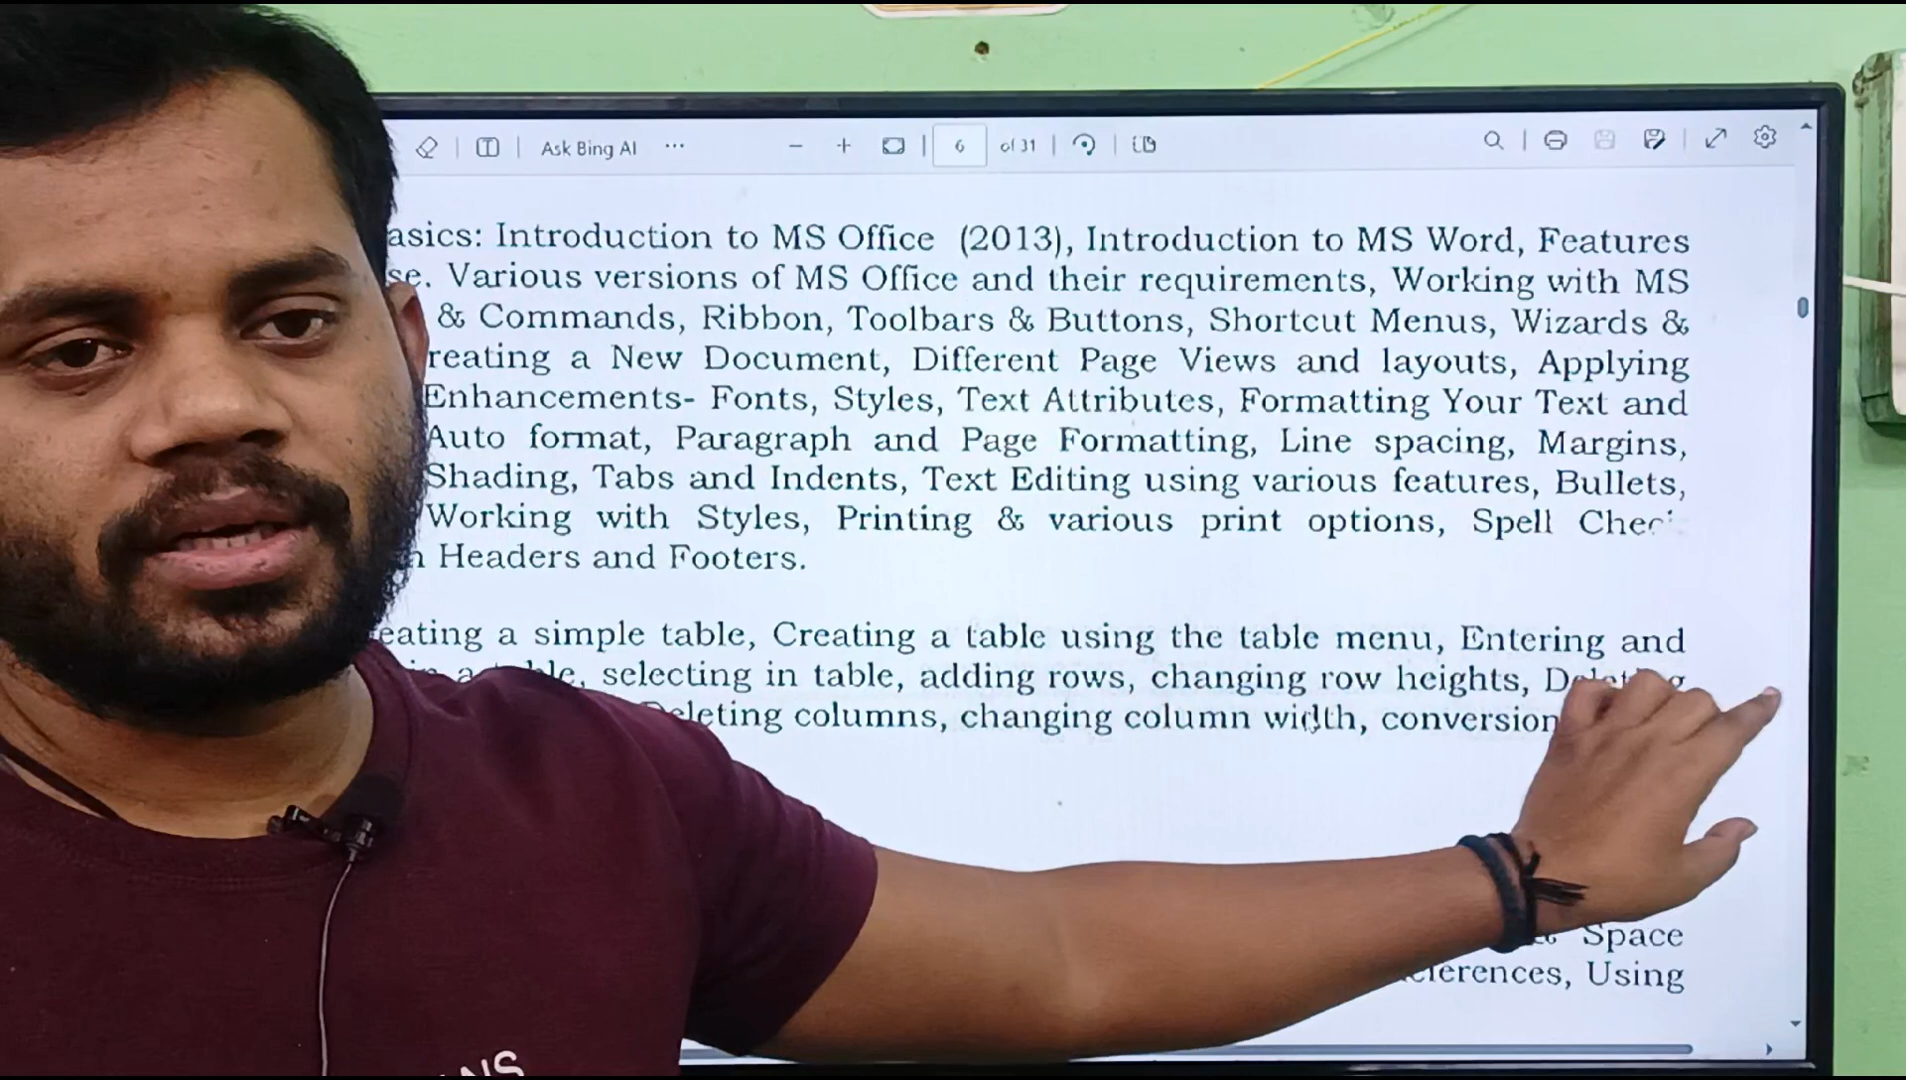 Ask Bing AI ... 6 of 31
asics: Introduction to MS Office (2013), Introduction to MS Word, Features
se. Various versions of MS Office and their requirements, Working with MS
& Commands, Ribbon, Toolbars & Buttons, Shortcut Menus, Wizards &
reating a New Document, Different Page Views and layouts, Applying
Enhancements- Fonts, Styles, Text Attributes, Formatting Your Text and
Auto format, Paragraph and Page Formatting, Line spacing, Margins,
Shading, Tabs and Indents, Text Editing using various features, Bullets,
Working with Styles, Printing & various print options, Spell Chec
Headers and Footers.
eating a simple table, Creating a table using the table menu, Entering and
in a table, selecting in table, adding rows, changing row heights,
Deleting columns, changing column width, conversion
Space
ferences, Using